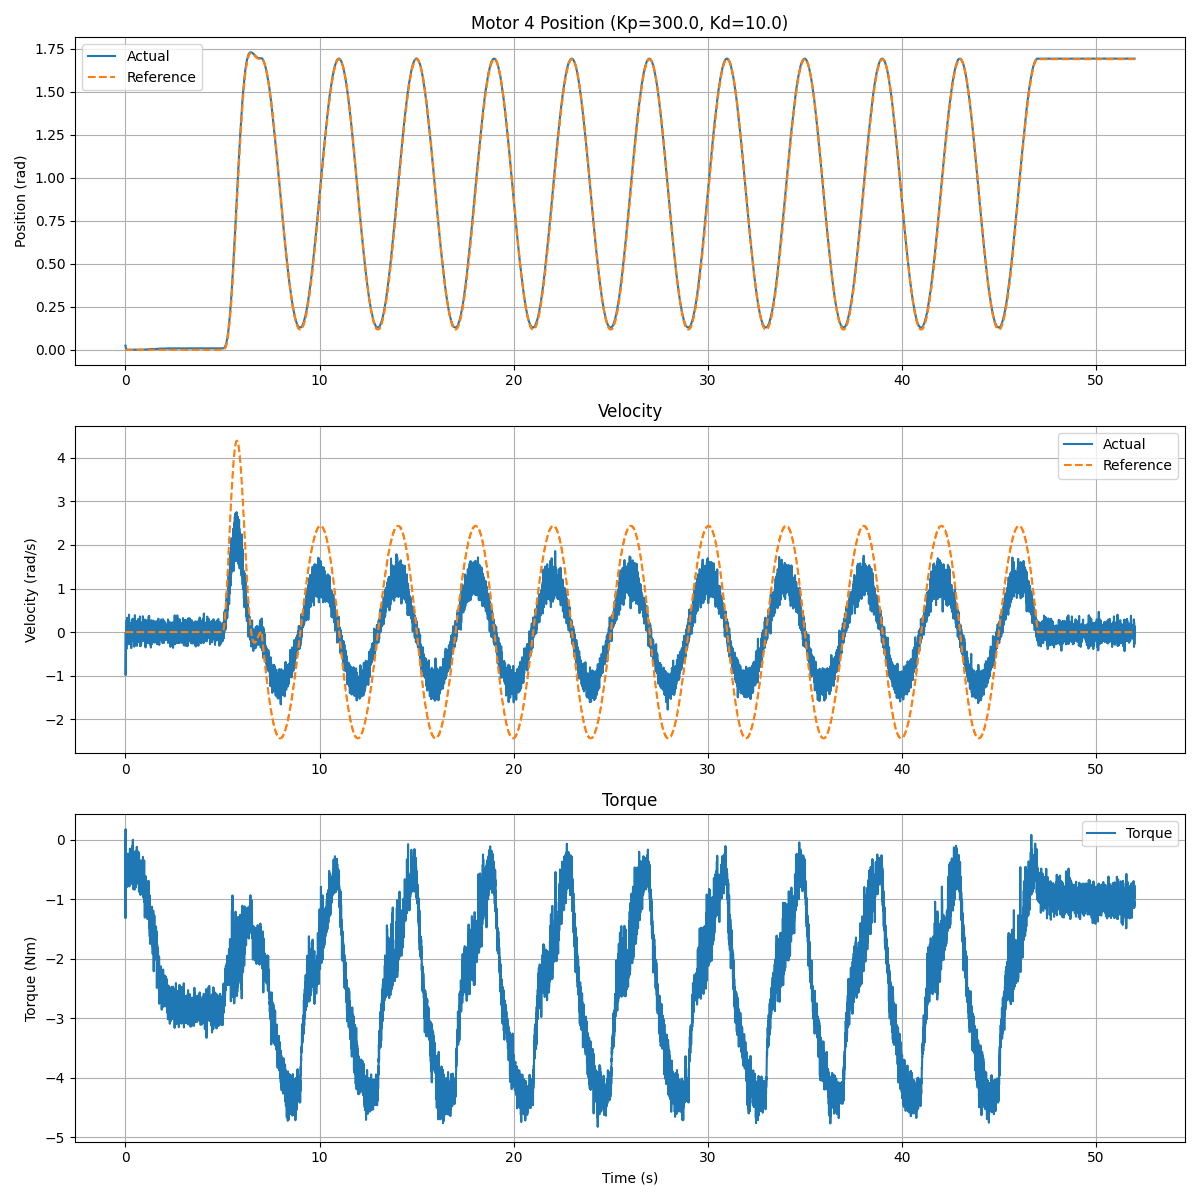 Motor 4 Position (Kp=300.0, Kd=10.0)
Position (rad)
1.75
1.50
1.25
1.00
0.75
0.50
0.25
0.00
Actual
Reference
0 10 20 30 40 50
Velocity
Velocity (rad/s)
4
3
2
1
0
−1
−2
Actual
Reference
0 10 20 30 40 50
Torque
Torque (Nm)
0
−1
−2
−3
−4
−5
Torque
0 10 20 30 40 50
Time (s)